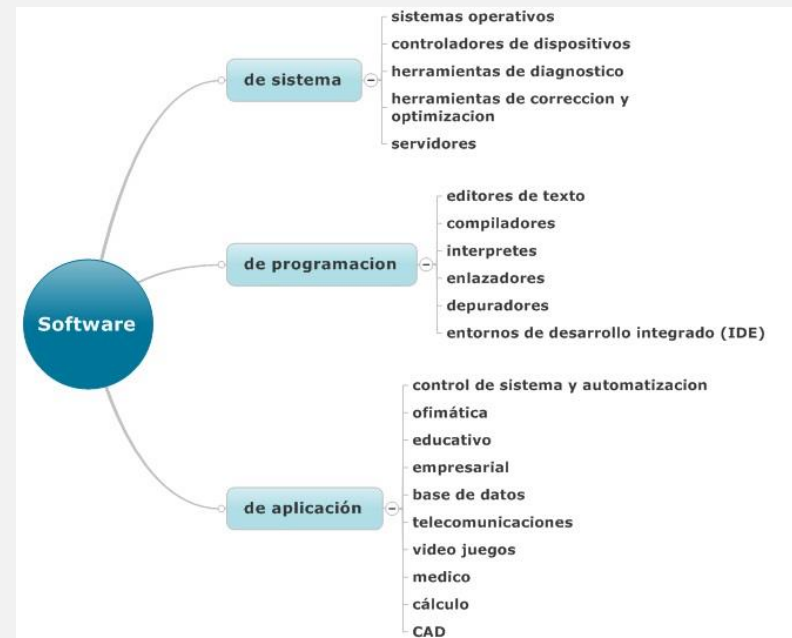 Software
de sistema
sistemas operativos
controladores de dispositivos
herramientas de diagnostico
herramientas de correccion y
optimizacion
servidores
de programacion
editores de texto
compiladores
interpretes
enlazadores
depuradores
entornos de desarrollo integrado (IDE)
de aplicación
control de sistema y automatizacion
ofimática
educativo
empresarial
base de datos
telecomunicaciones
video juegos
medico
cálculo
CAD